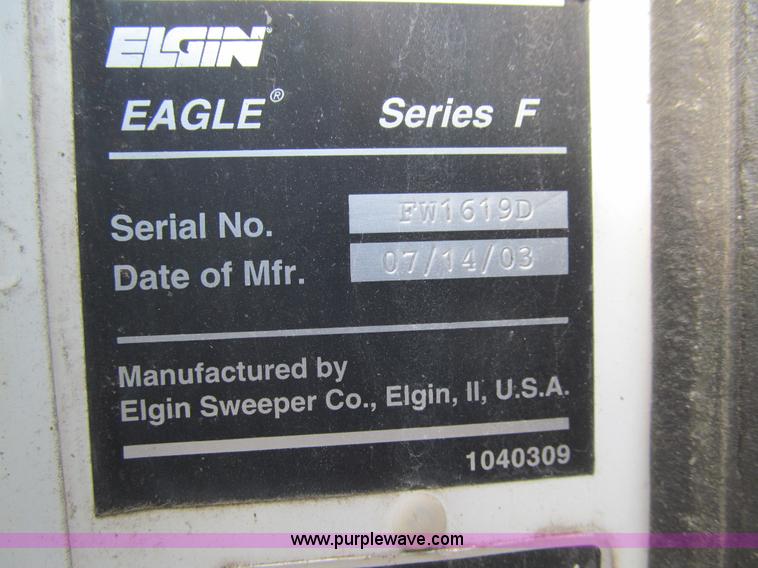 ELGIN®
EAGLE® Series F
Serial No. FW1619D
Date of Mfr. 07/14/03
Manufactured by
Elgin Sweeper Co., Elgin, Il, U.S.A.
1040309
www.purplewave.com